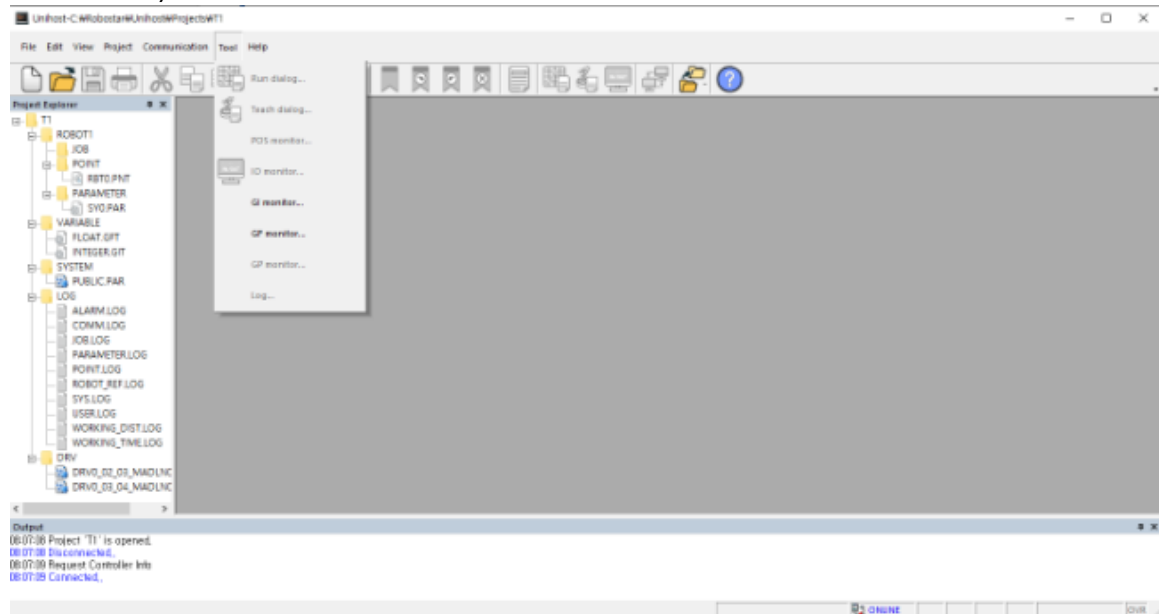 Unihost-C:₩Robostar₩Unihost₩Projects₩T1
File Edit View Project Communication Tool Help
Run dialog...
Teach dialog...
POS monitor...
IO monitor...
GI monitor...
GF monitor...
GP monitor...
Log...
Project Explorer
T1
ROBOT1
JOB
POINT
RBT0.PNT
PARAMETER
SY0.PAR
VARIABLE
FLOAT.GFT
INTEGER.GIT
SYSTEM
PUBLIC.PAR
LOG
ALARM.LOG
COMM.LOG
JOB.LOG
PARAMETER.LOG
POINT.LOG
ROBOT_REF.LOG
SYS.LOG
USER.LOG
WORKING_DIST.LOG
WORKING_TIME.LOG
DRV
DRV0_02_03_MADLNC
DRV0_03_04_MADLNC
Output
08:07:08 Project 'T1' is opened.
08:07:08 Disconnected,.
08:07:09 Request Controller Info
08:07:09 Connected,.
ONLINE
OVR